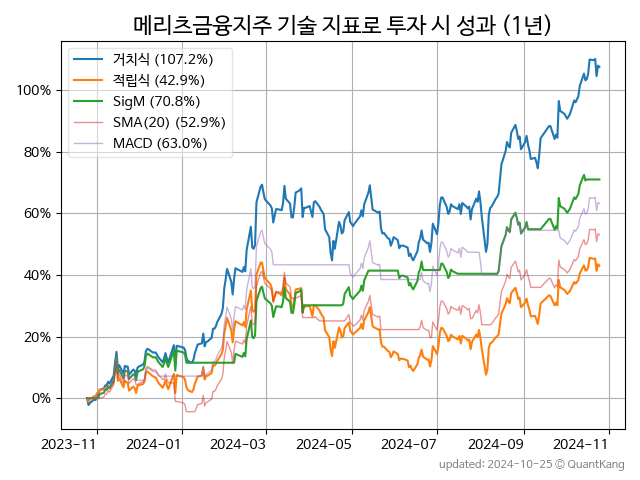 메리츠금융지주 기술 지표로 투자 시 성과 (1년)
거치식 (107.2%)
적립식 (42.9%)
SigM (70.8%)
SMA(20) (52.9%)
MACD (63.0%)
100%
80%
60%
40%
20%
0%
2023-11 2024-01 2024-03 2024-05 2024-07 2024-09 2024-11
updated: 2024-10-25 © QuantKang